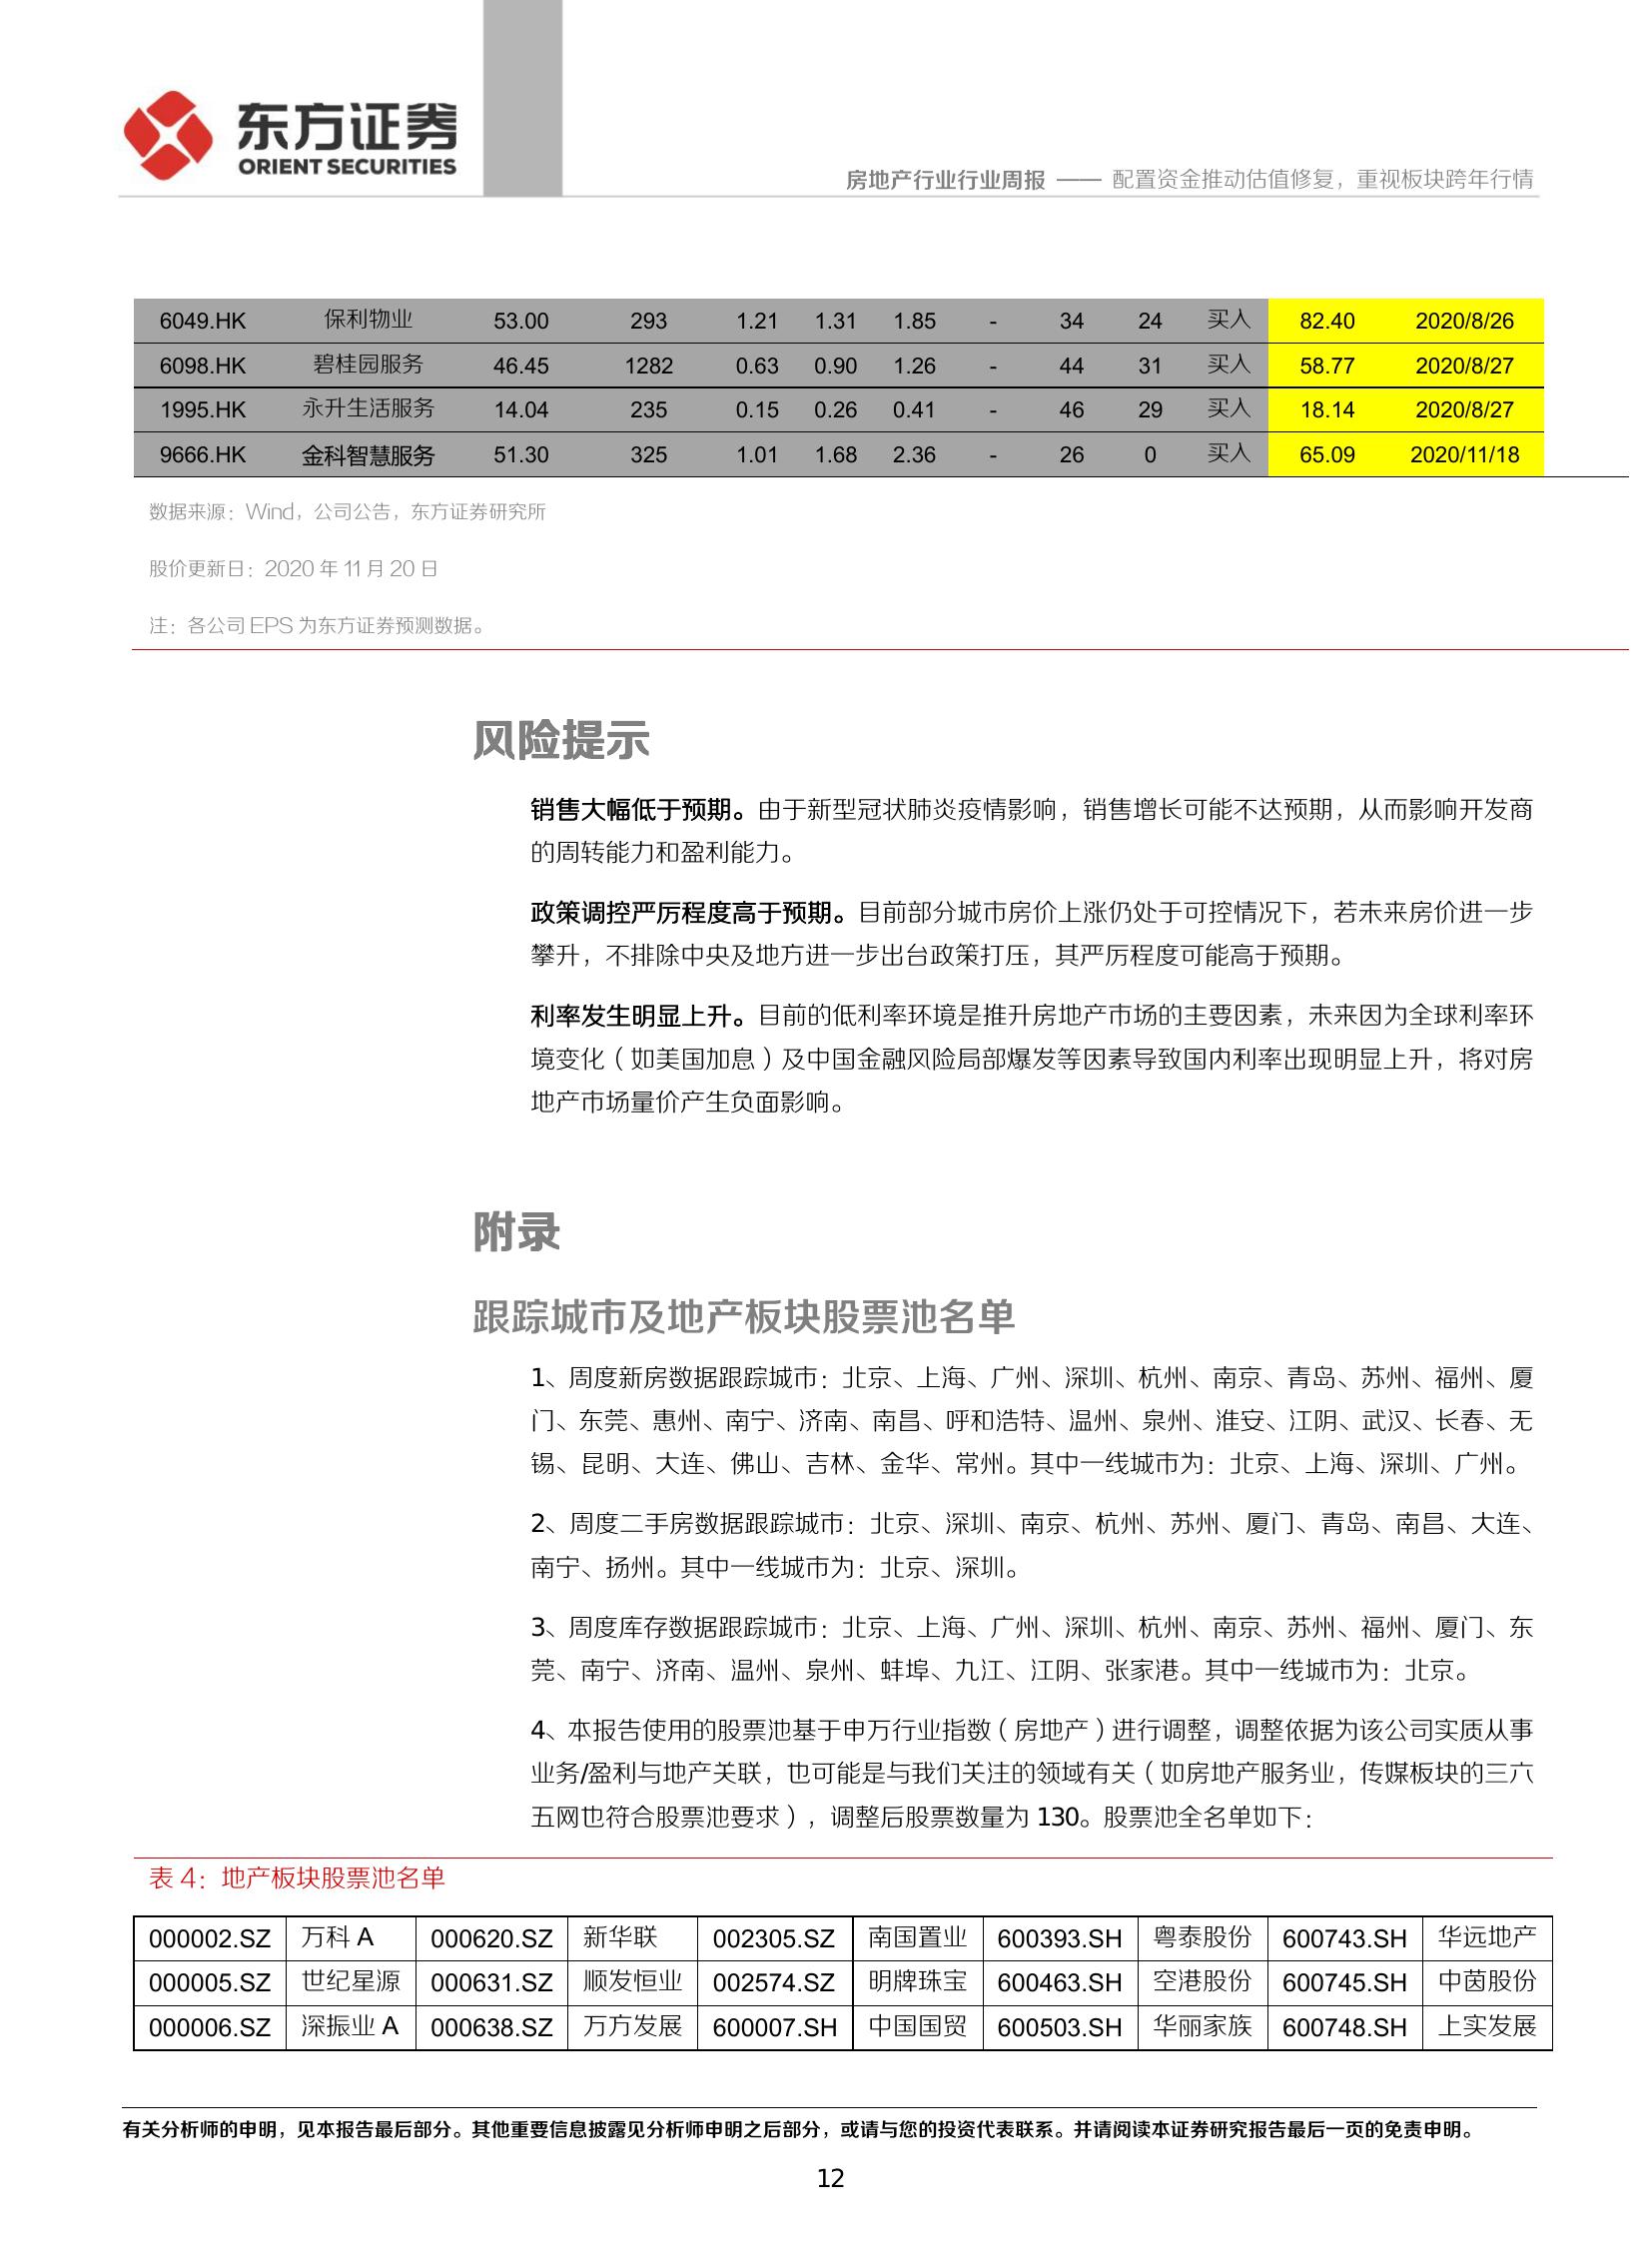 东方证券
ORIENT SECURITIES
房地产行业行业周报 —— 配置资金推动估值修复，重视板块跨年行情
6049.HK 保利物业 53.00 293 1.21 1.31 1.85 - 34 24 买入 82.40 2020/8/26
6098.HK 碧桂园服务 46.45 1282 0.63 0.90 1.26 - 44 31 买入 58.77 2020/8/27
1995.HK 永升生活服务 14.04 235 0.15 0.26 0.41 - 46 29 买入 18.14 2020/8/27
9666.HK 金科智慧服务 51.30 325 1.01 1.68 2.36 - 26 0 买入 65.09 2020/11/18
数据来源：Wind，公司公告，东方证券研究所
股价更新日：2020 年 11 月 20 日
注：各公司 EPS 为东方证券预测数据。
风险提示
销售大幅低于预期。由于新型冠状肺炎疫情影响，销售增长可能不达预期，从而影响开发商
的周转能力和盈利能力。
政策调控严厉程度高于预期。目前部分城市房价上涨仍处于可控情况下，若未来房价进一步
攀升，不排除中央及地方进一步出台政策打压，其严厉程度可能高于预期。
利率发生明显上升。目前的低利率环境是推升房地产市场的主要因素，未来因为全球利率环
境变化（如美国加息）及中国金融风险局部爆发等因素导致国内利率出现明显上升，将对房
地产市场量价产生负面影响。
附录
跟踪城市及地产板块股票池名单
1、周度新房数据跟踪城市：北京、上海、广州、深圳、杭州、南京、青岛、苏州、福州、厦
门、东莞、惠州、南宁、济南、南昌、呼和浩特、温州、泉州、淮安、江阴、武汉、长春、无
锡、昆明、大连、佛山、吉林、金华、常州。其中一线城市为：北京、上海、深圳、广州。
2、周度二手房数据跟踪城市：北京、深圳、南京、杭州、苏州、厦门、青岛、南昌、大连、
南宁、扬州。其中一线城市为：北京、深圳。
3、周度库存数据跟踪城市：北京、上海、广州、深圳、杭州、南京、苏州、福州、厦门、东
莞、南宁、济南、温州、泉州、蚌埠、九江、江阴、张家港。其中一线城市为：北京。
4、本报告使用的股票池基于申万行业指数（房地产）进行调整，调整依据为该公司实质从事
业务/盈利与地产关联，也可能是与我们关注的领域有关（如房地产服务业，传媒板块的三六
五网也符合股票池要求），调整后股票数量为 130。股票池全名单如下：
表 4：地产板块股票池名单
000002.SZ 万科 A 000620.SZ 新华联 002305.SZ 南国置业 600393.SH 粤泰股份 600743.SH 华远地产
000005.SZ 世纪星源 000631.SZ 顺发恒业 002574.SZ 明牌珠宝 600463.SH 空港股份 600745.SH 中茵股份
000006.SZ 深振业 A 000638.SZ 万方发展 600007.SH 中国国贸 600503.SH 华丽家族 600748.SH 上实发展
有关分析师的申明，见本报告最后部分。其他重要信息披露见分析师申明之后部分，或请与您的投资代表联系。并请阅读本证券研究报告最后一页的免责申明。
12